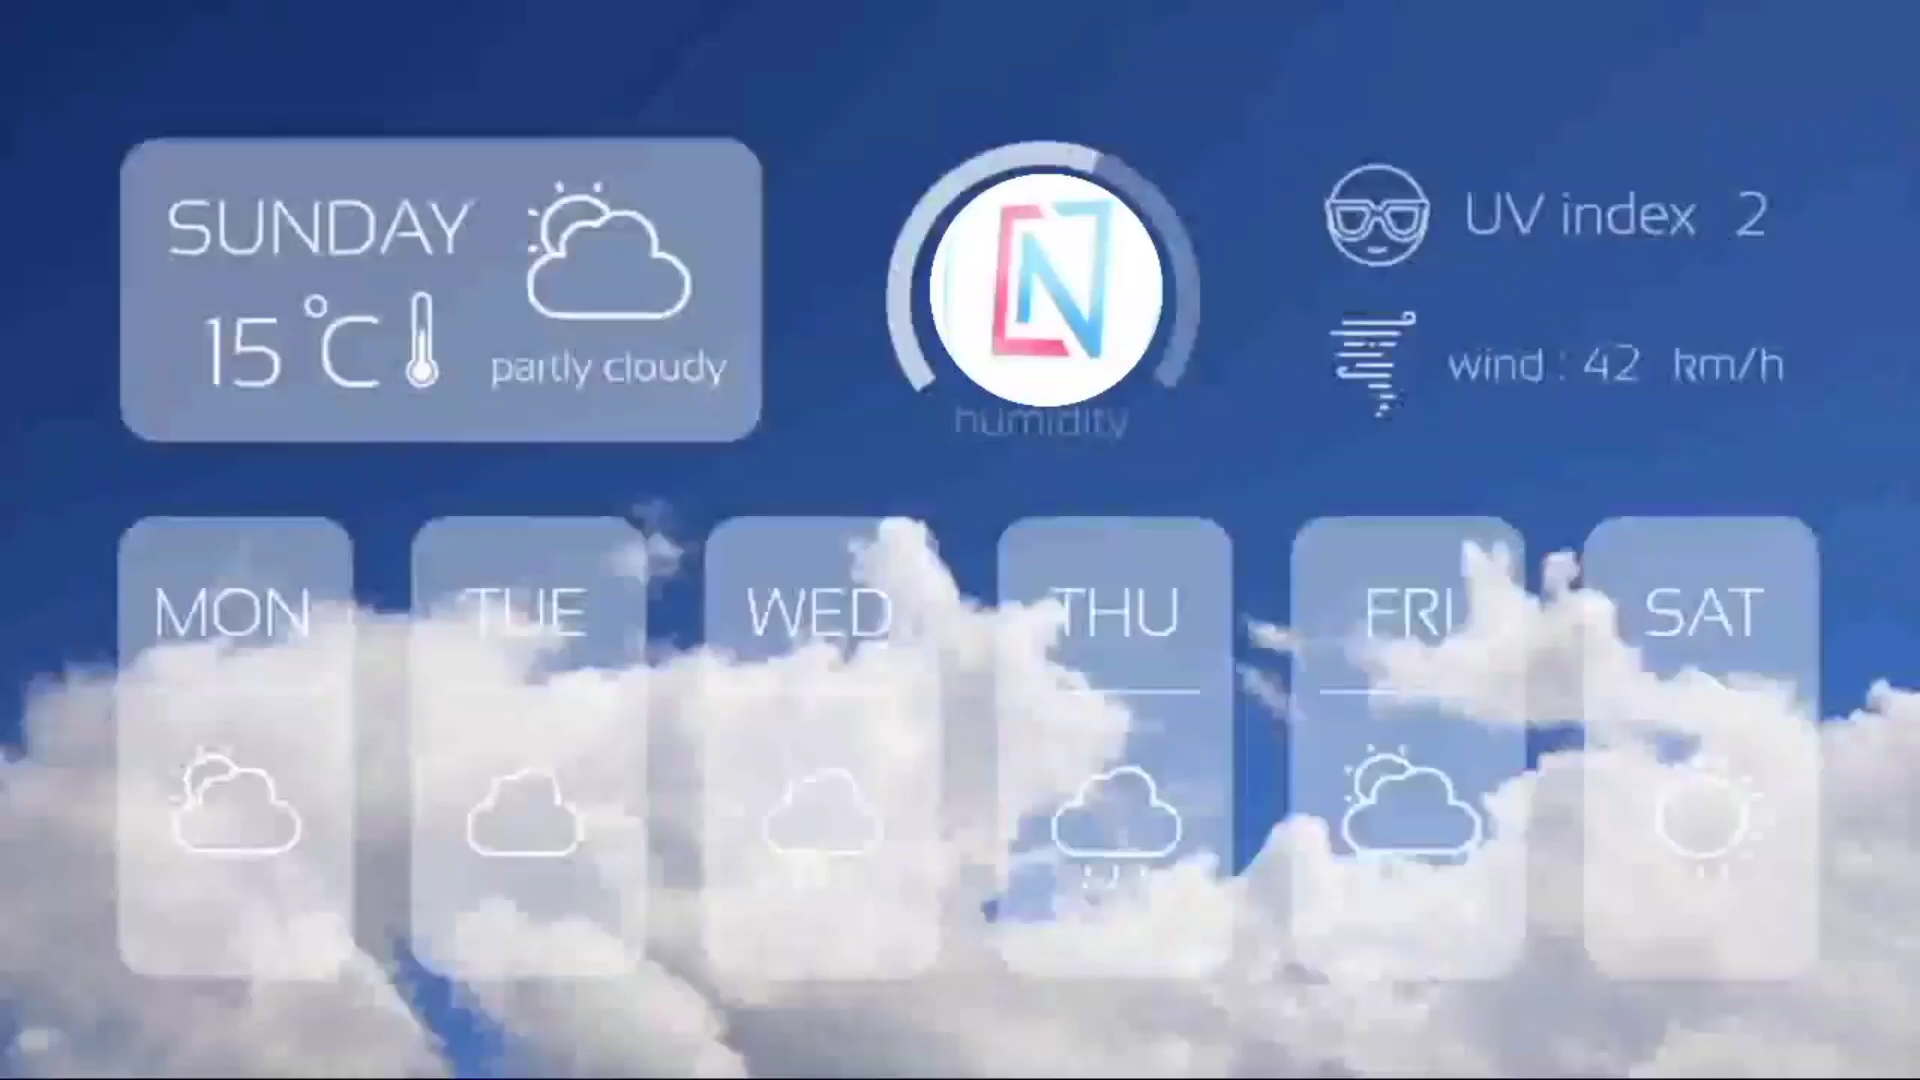 SUNDAY
15 °C
partly cloudy
N
humidity
UV index 2
wind : 42 km/h
MON
TUE
WED
THU
FRI
SAT